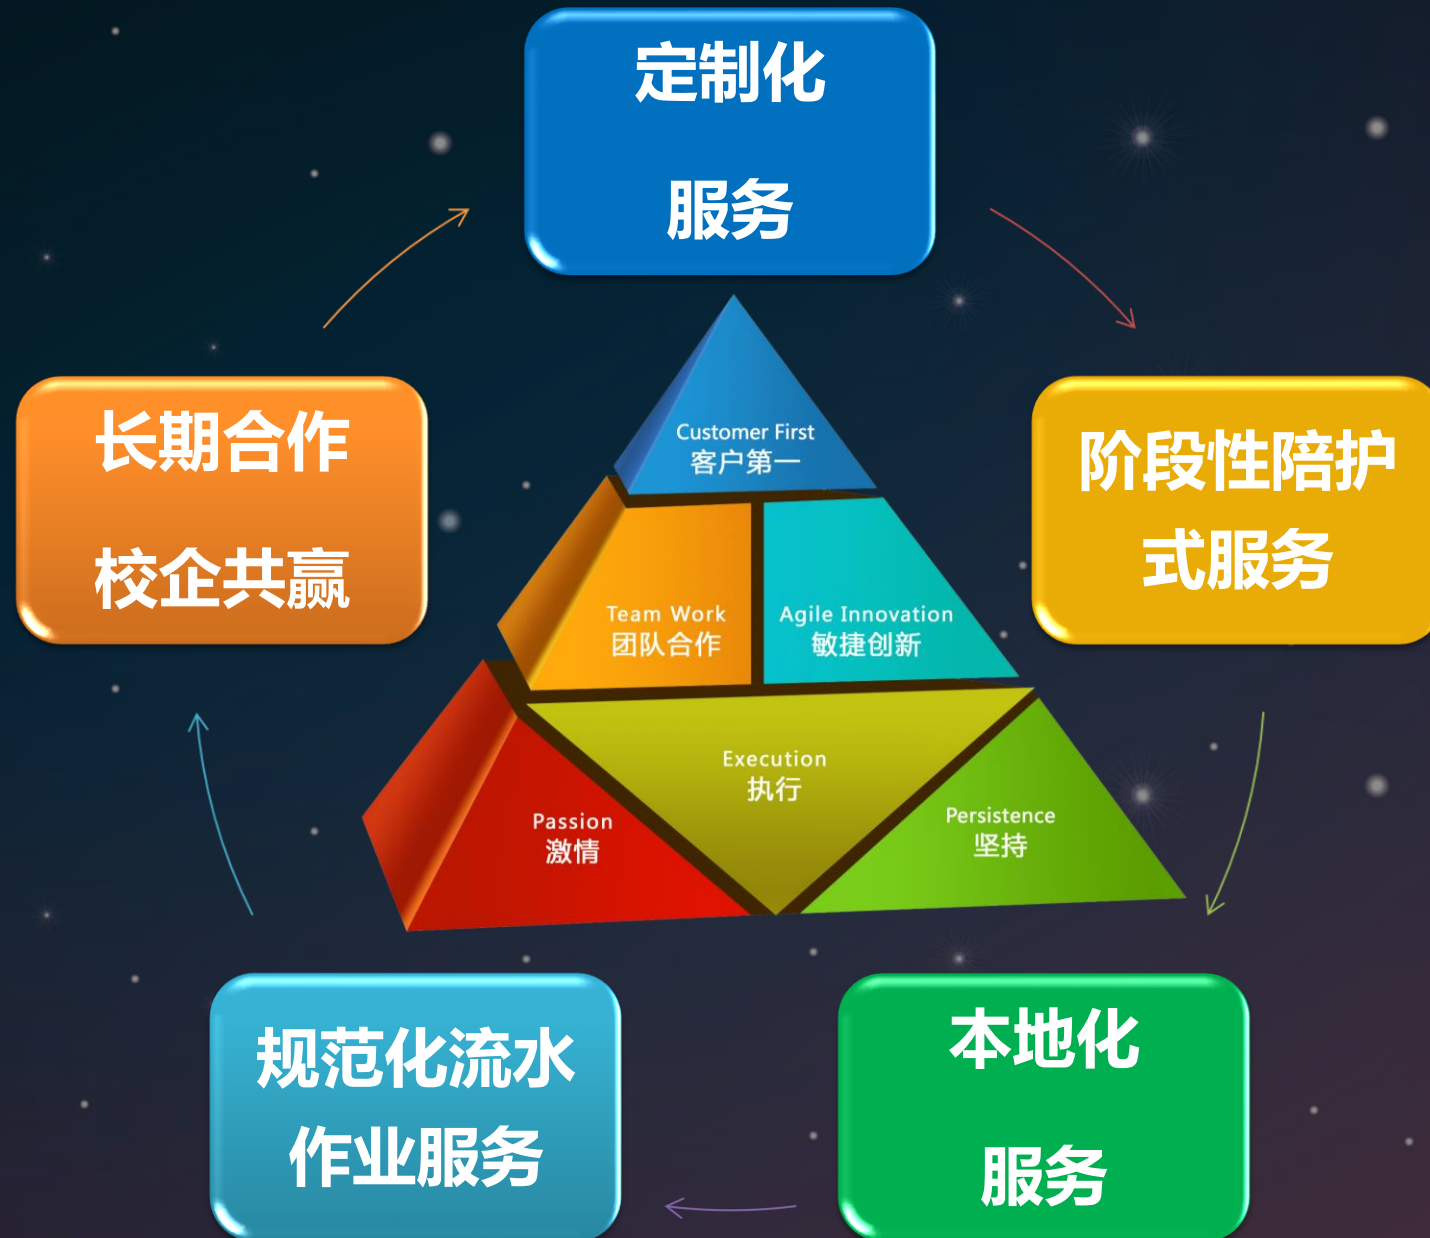 定制化
服务
长期合作
校企共赢
阶段性陪护
式服务
Customer First
客户第一
Team Work
团队合作
Agile Innovation
敏捷创新
Execution
执行
Passion
激情
Persistence
坚持
规范化流水
作业服务
本地化
服务